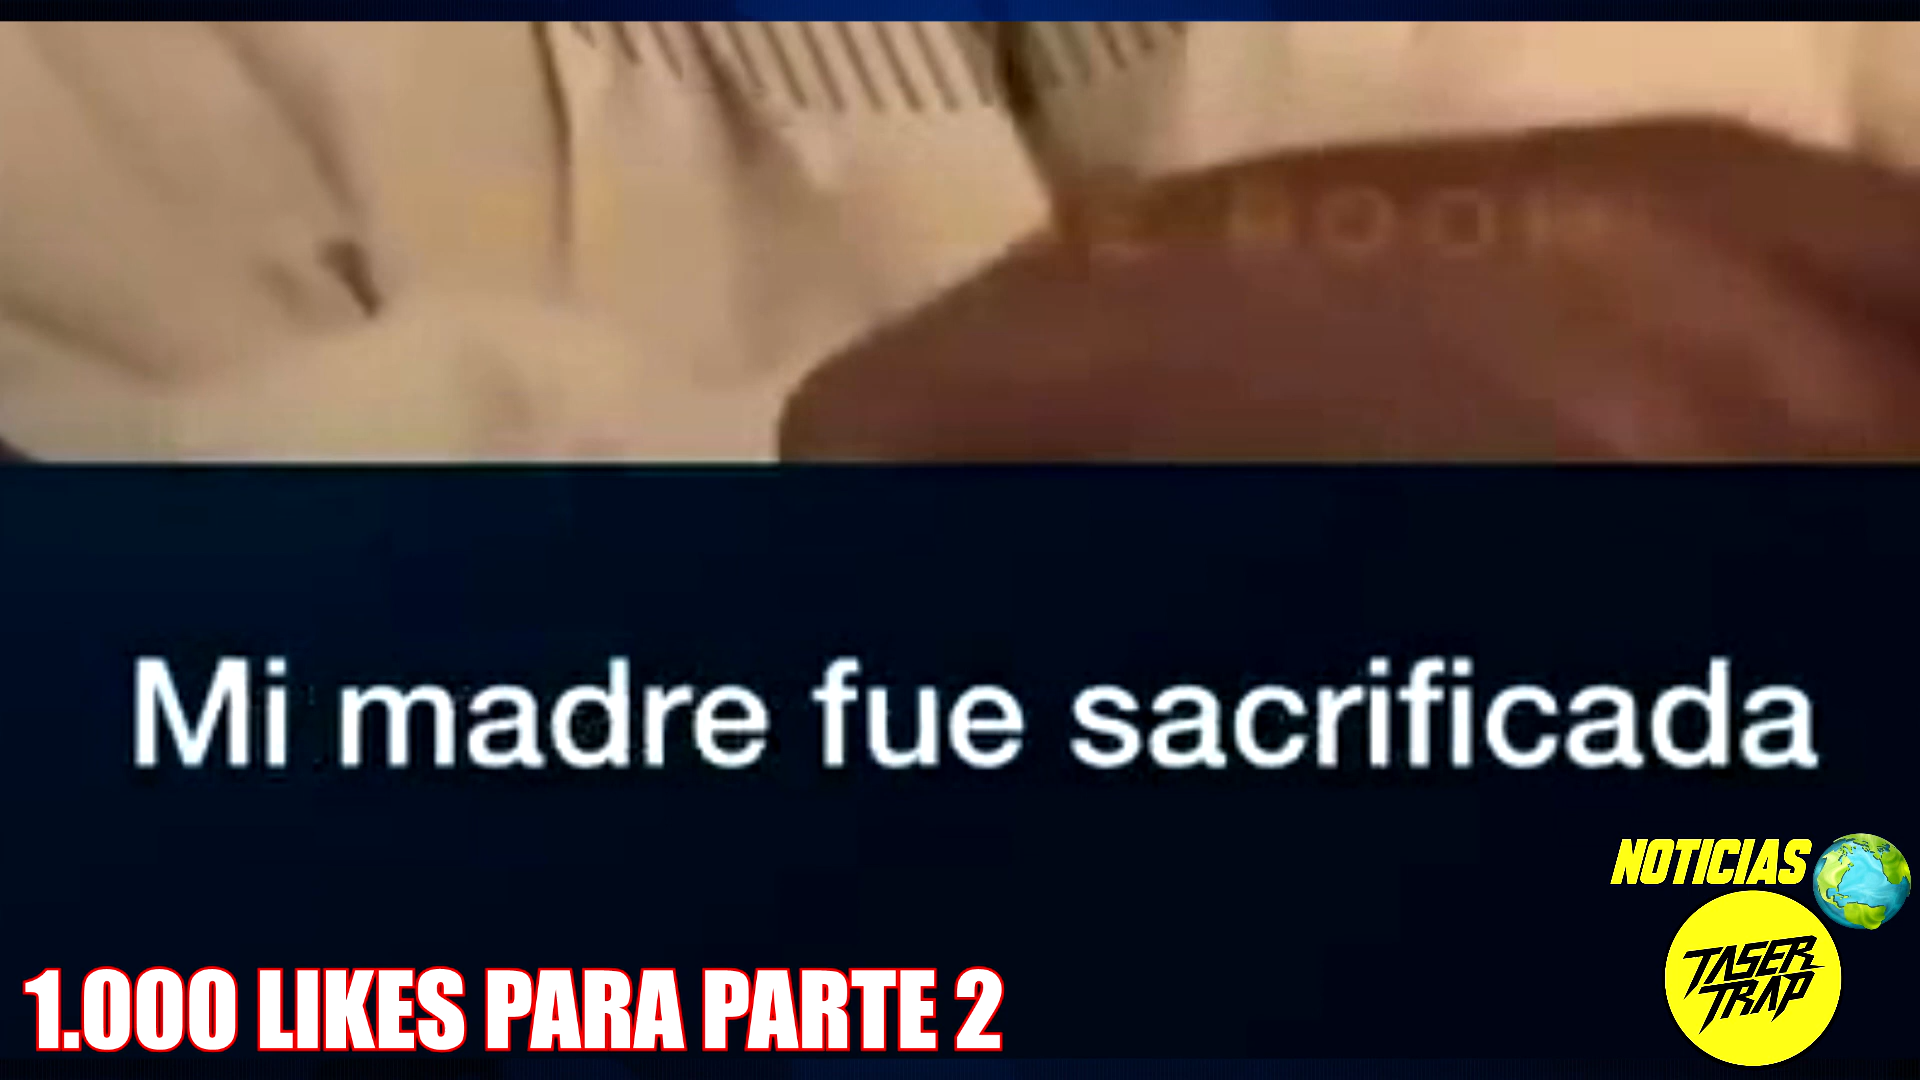 Mi madre fue sacrificada
NOTICIAS
TASER
TRAP
1.000 LIKES PARA PARTE 2